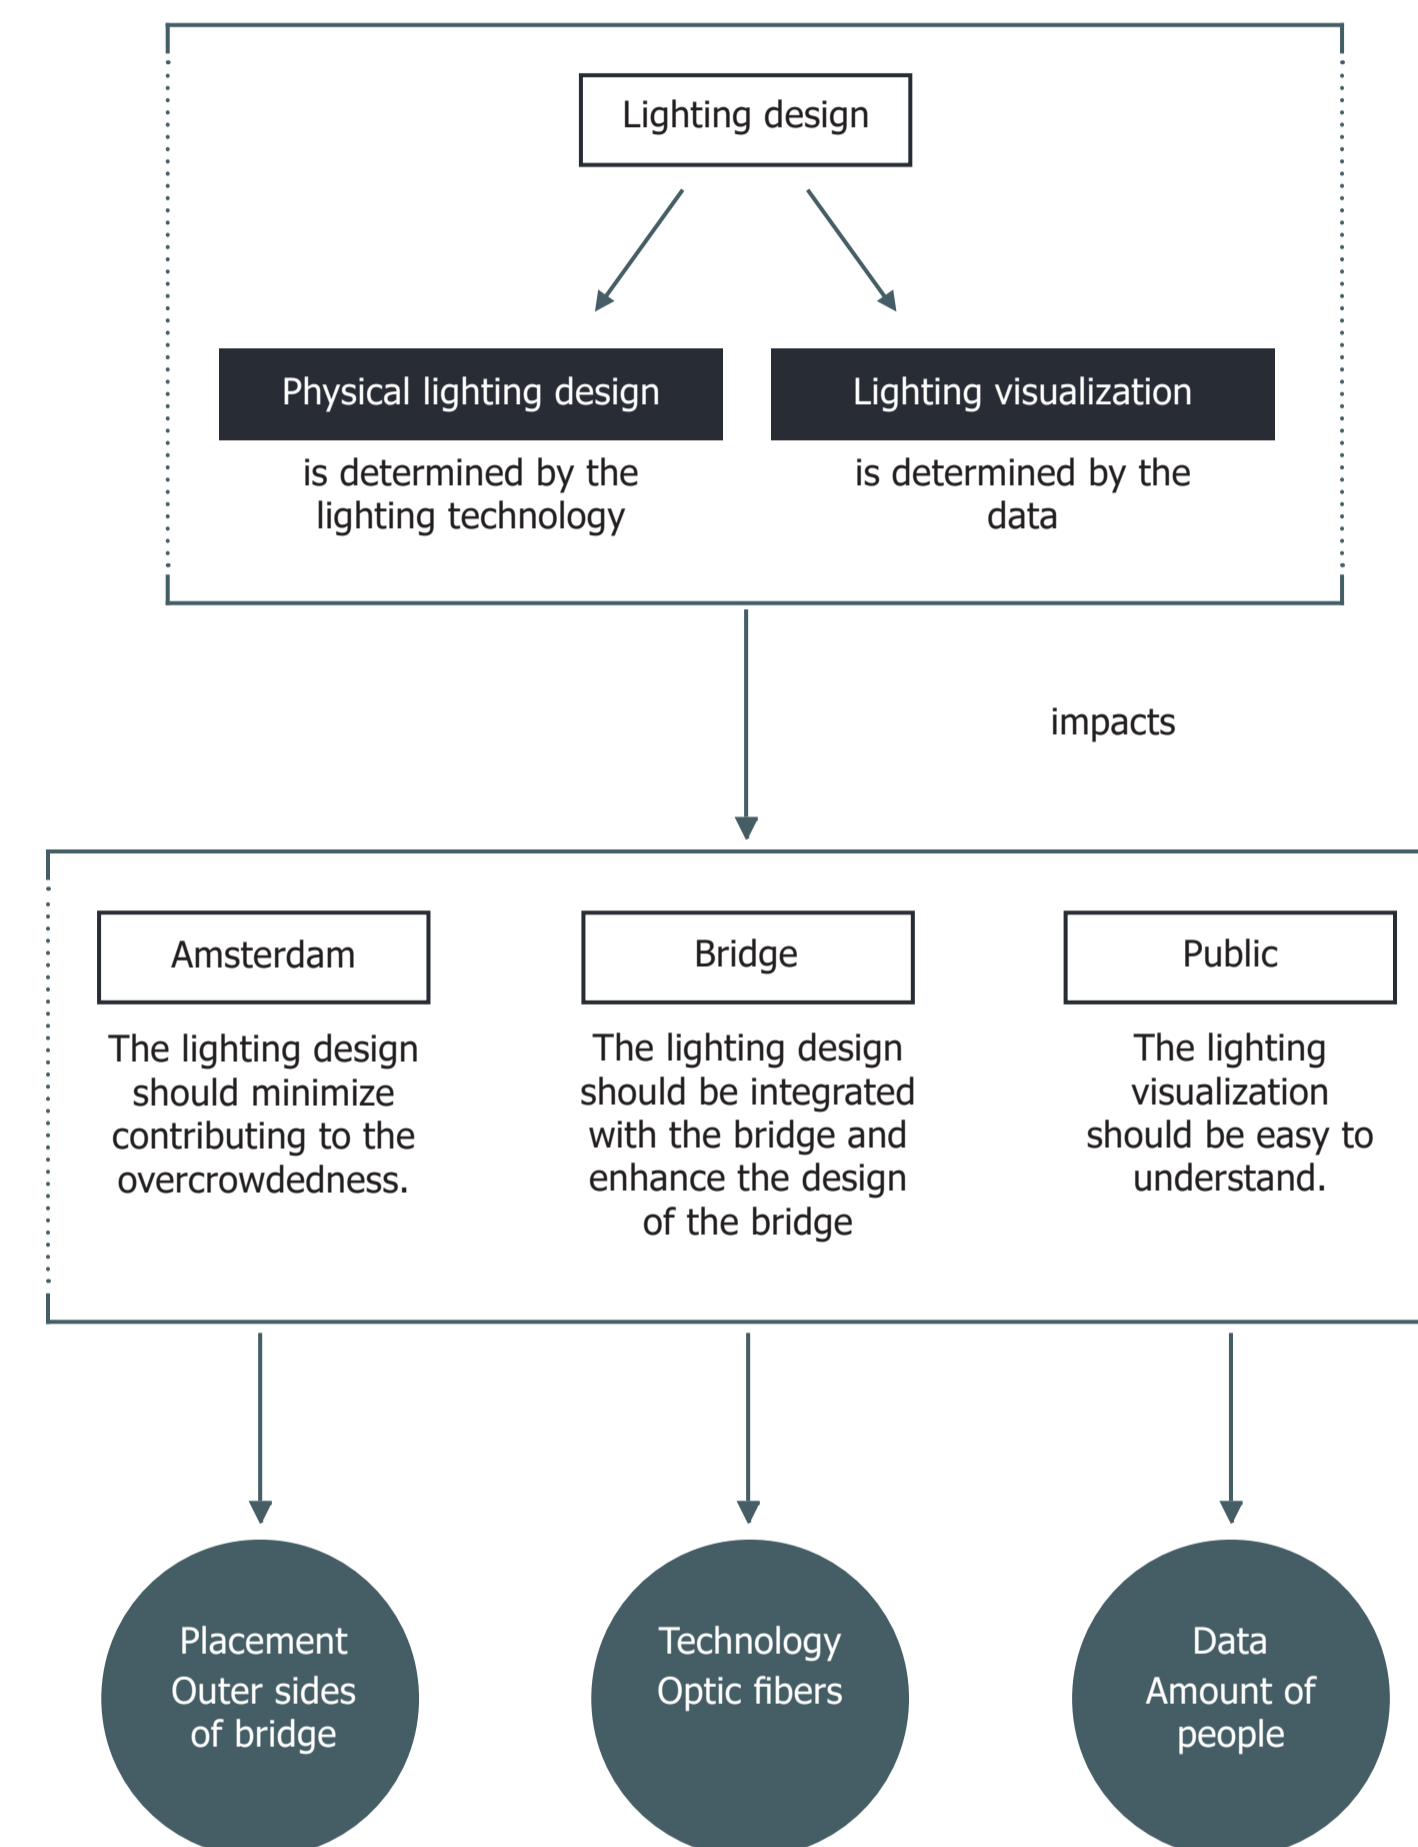 Lighting design
Physical lighting design
is determined by the
lighting technology
Lighting visualization
is determined by the
data
impacts
Amsterdam
The lighting design
should minimize
contributing to the
overcrowdedness.
Bridge
The lighting design
should be integrated
with the bridge and
enhance the design
of the bridge
Public
The lighting
visualization
should be easy to
understand.
Placement
Outer sides
of bridge
Technology
Optic fibers
Data
Amount of
people